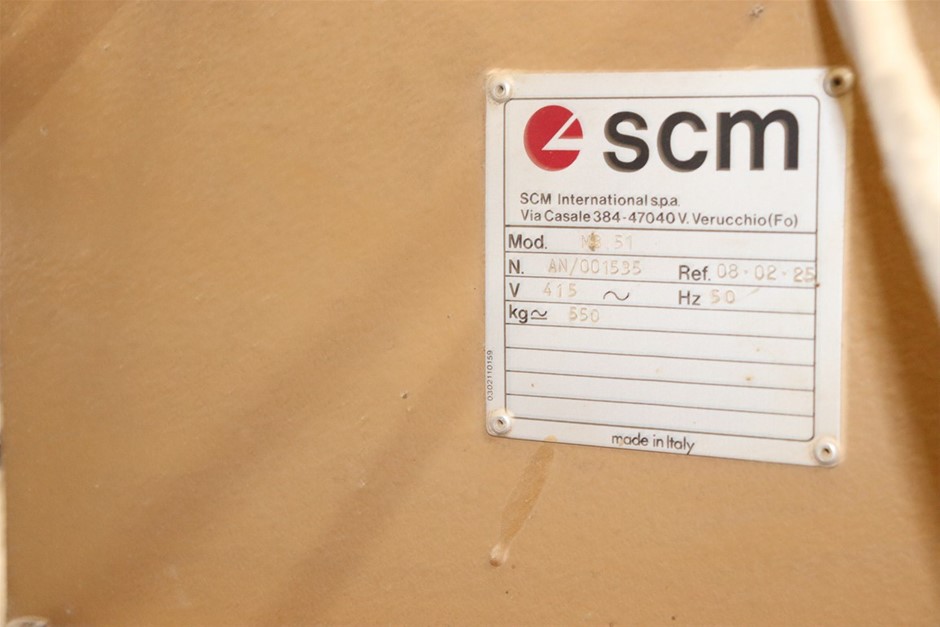 scm
SCM International s.p.a.
Via Casale 384-47040 V. Verucchio (Fo)
Mod. 51
N. AN/001535 Ref. 08-02-25
V 415 ~ Hz 50
kg≃ 550
0302110159
made in Italy